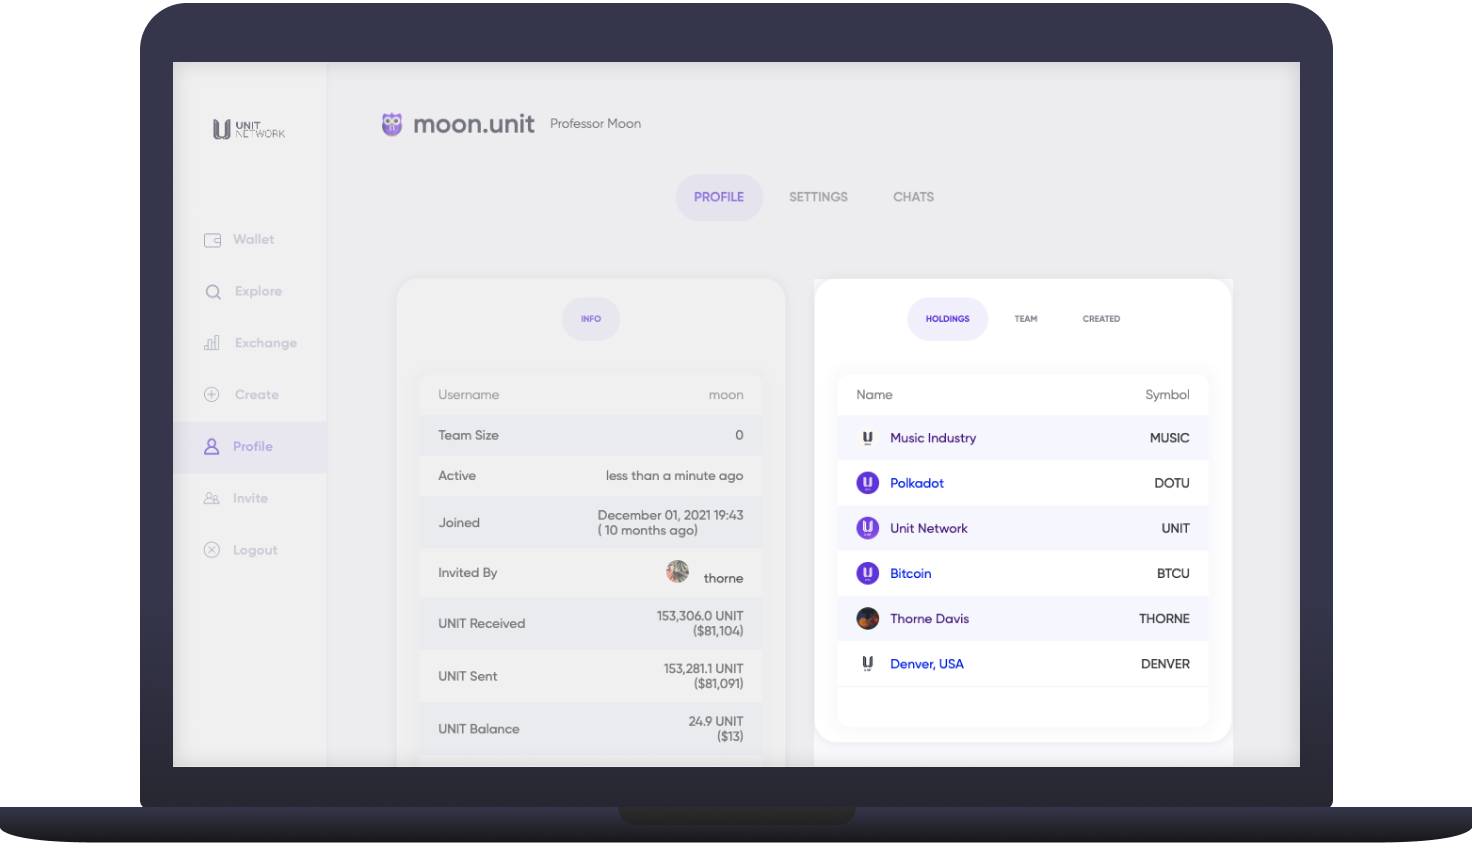 UNIT
NETWORK
moon.unit Professor Moon
PROFILE SETTINGS CHATS
Wallet
Explore
Exchange
Create
Profile
Invite
Logout
INFO
Username moon
Team Size 0
Active less than a minute ago
Joined December 01, 2021 19:43
( 10 months ago)
Invited By thorne
UNIT Received 153,306.0 UNIT
($81,104)
UNIT Sent 153,281.1 UNIT
($81,091)
UNIT Balance 24.9 UNIT
($13)
HOLDINGS TEAM CREATED
Name Symbol
Music Industry MUSIC
Polkadot DOTU
Unit Network UNIT
Bitcoin BTCU
Thorne Davis THORNE
Denver, USA DENVER